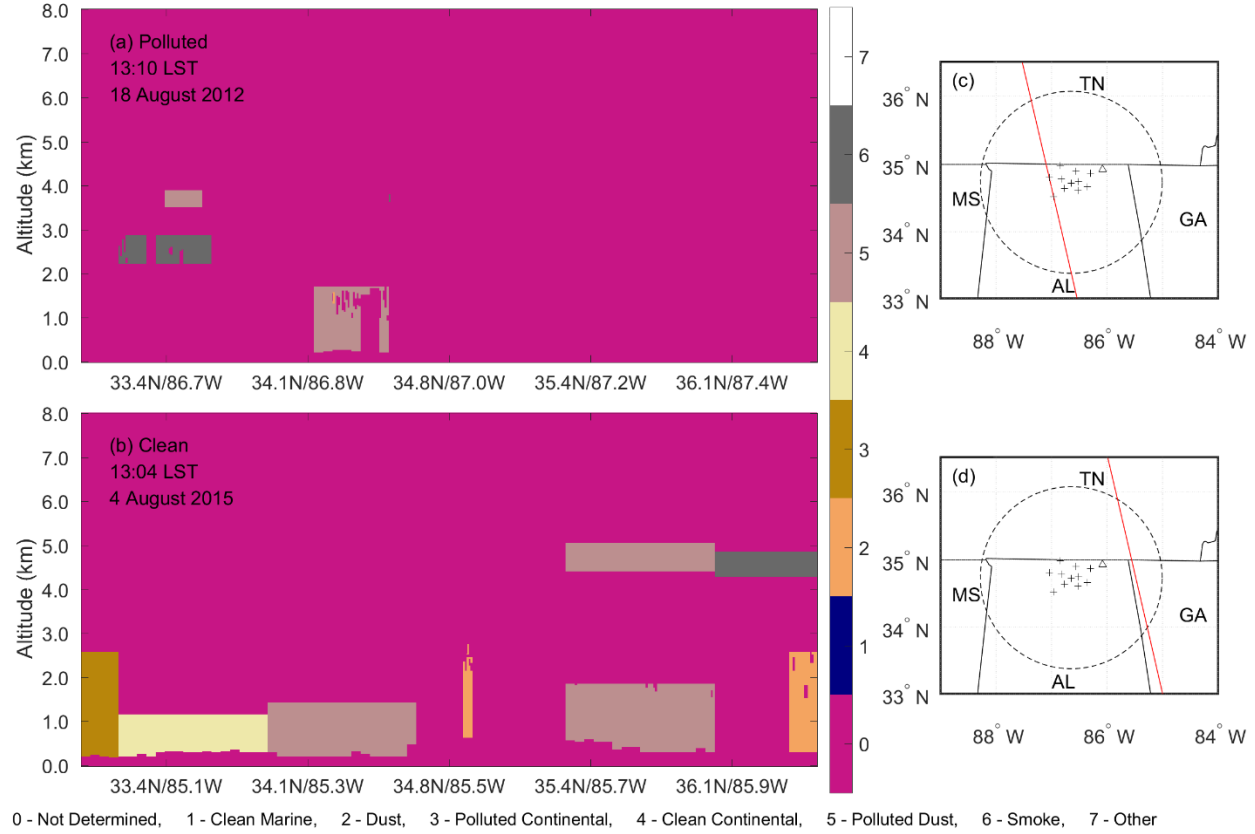 8.0
7.0
6.0
5.0
4.0
3.0
2.0
1.0
0.0
Altitude (km)
(a) Polluted
13:10 LST
18 August 2012
33.4N/86.7W 34.1N/86.8W 34.8N/87.0W 35.4N/87.2W 36.1N/87.4W
8.0
7.0
6.0
5.0
4.0
3.0
2.0
1.0
0.0
Altitude (km)
(b) Clean
13:04 LST
4 August 2015
33.4N/85.1W 34.1N/85.3W 34.8N/85.5W 35.4N/85.7W 36.1N/85.9W
7
6
5
4
3
2
1
0
(c)
TN
MS
GA
AL
36° N
35° N
34° N
33° N
88° W 86° W 84° W
(d)
TN
MS
GA
AL
36° N
35° N
34° N
33° N
88° W 86° W 84° W
0 - Not Determined, 1 - Clean Marine, 2 - Dust, 3 - Polluted Continental, 4 - Clean Continental, 5 - Polluted Dust, 6 - Smoke, 7 - Other